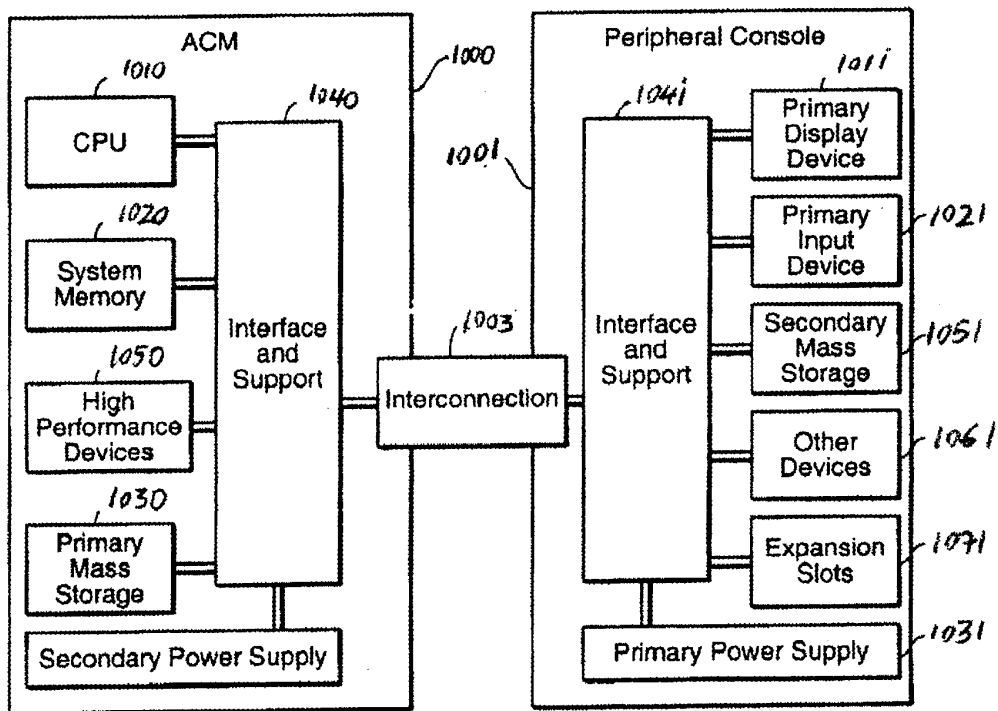 ACM
1000
1010
CPU
1040
1020
System
Memory
Interface
and
Support
1050
High
Performance
Devices
1030
Primary
Mass
Storage
Secondary Power Supply
1003
Interconnection
Peripheral Console
1001
1041
Interface
and
Support
1011
Primary
Display
Device
Primary
Input
Device
1021
Secondary
Mass
Storage
1051
Other
Devices
1061
Expansion
Slots
1071
Primary Power Supply
1031